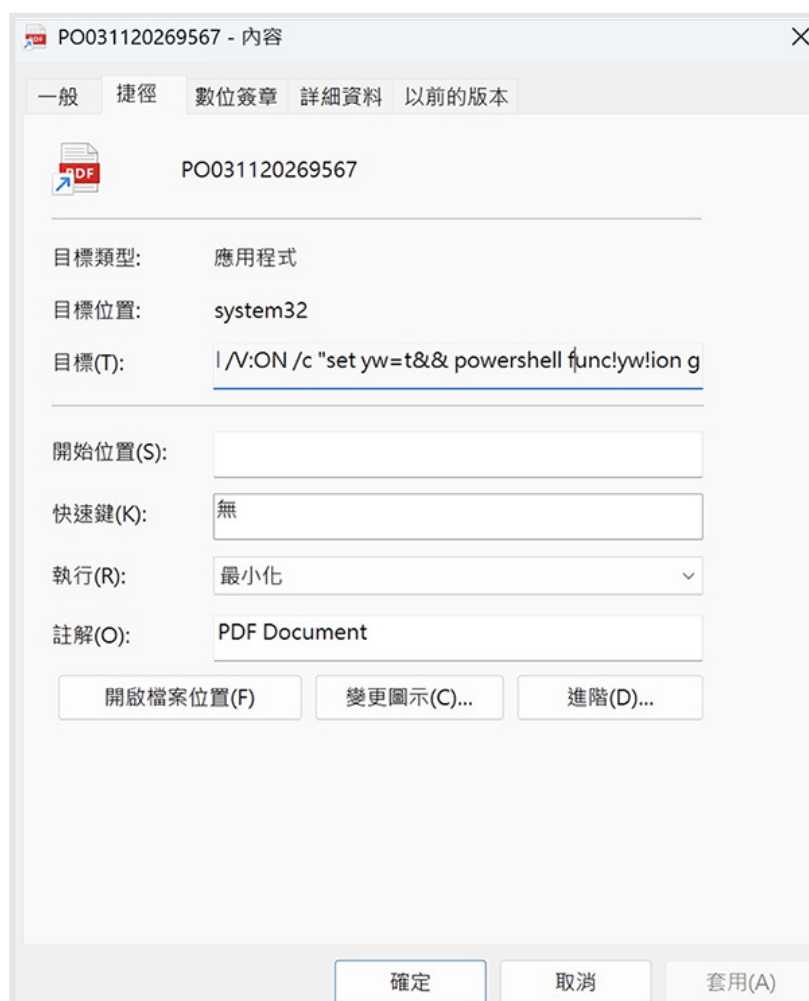 PO031120269567 - 內容
一般 捷徑 數位簽章 詳細資料 以前的版本
PDF PO031120269567
目標類型: 應用程式
目標位置: system32
目標(T): l /V:ON /c "set yw=t&& powershell func!yw!ion g
開始位置(S):
快速鍵(K): 無
執行(R): 最小化
註解(O): PDF Document
開啟檔案位置(F) 變更圖示(C)... 進階(D)...
確定 取消 套用(A)